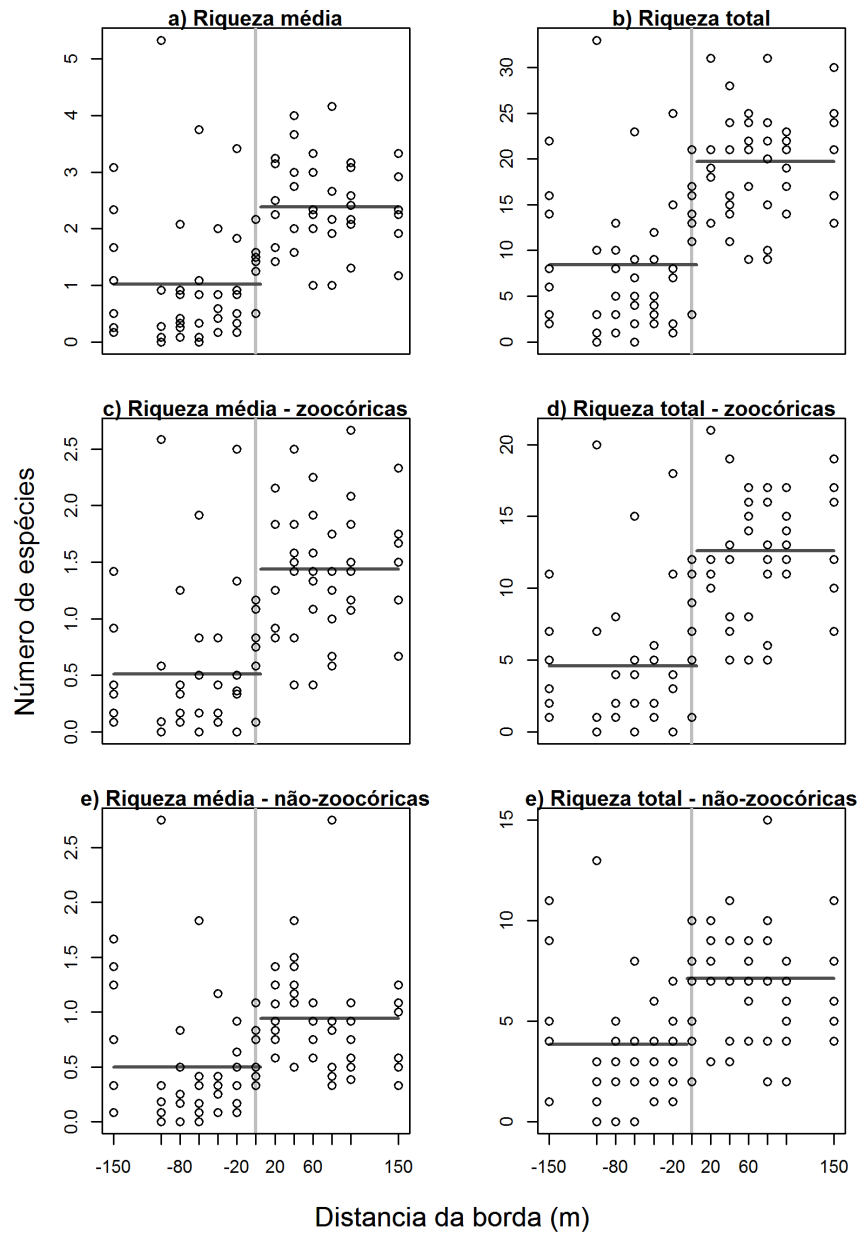 a) Riqueza média
0 1 2 3 4 5
b) Riqueza total
0 5 10 15 20 25 30
c) Riqueza média - zoocóricas
0.0 0.5 1.0 1.5 2.0 2.5
d) Riqueza total - zoocóricas
0 5 10 15 20
Número de espécies
e) Riqueza média - não-zoocóricas
0.0 0.5 1.0 1.5 2.0 2.5
-150 -80 -20 20 60 150
e) Riqueza total - não-zoocóricas
0 5 10 15
-150 -80 -20 20 60 150
Distancia da borda (m)